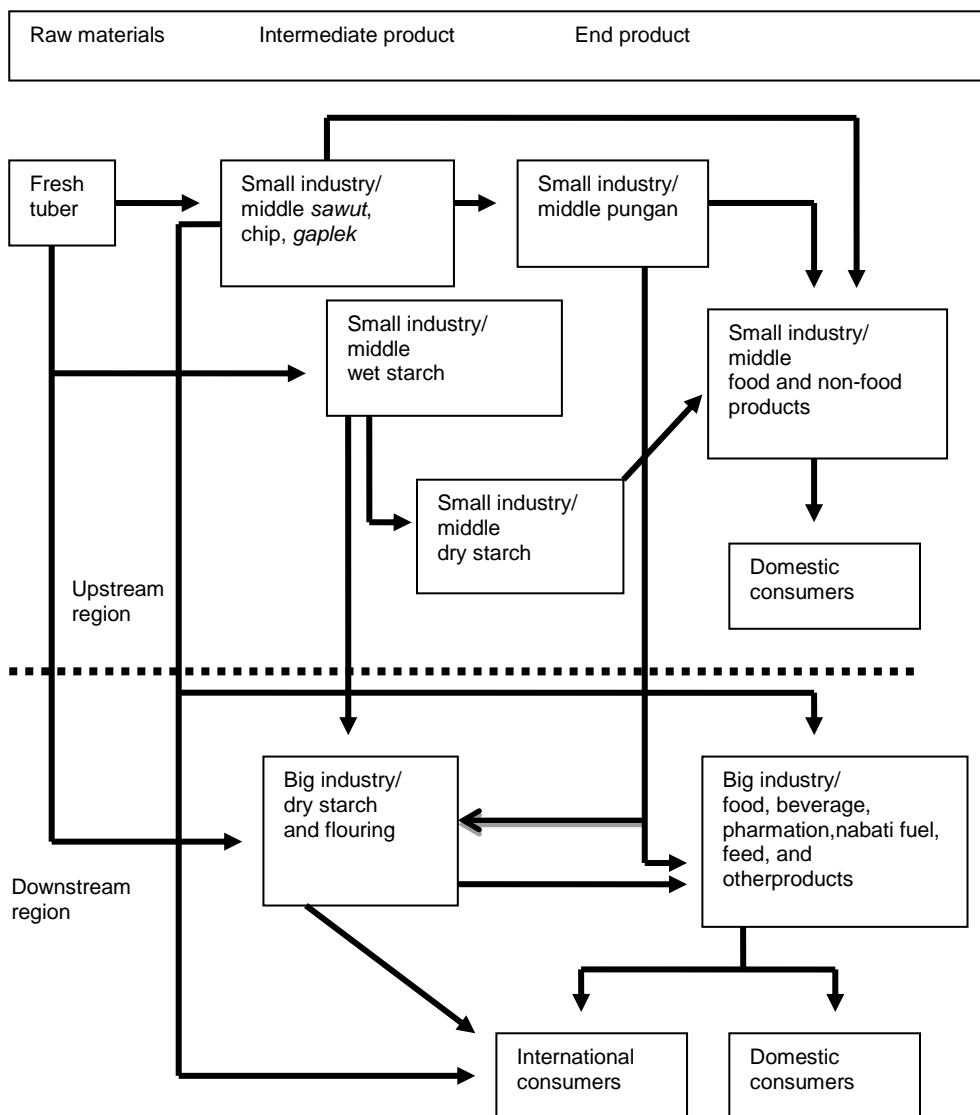 Raw materials Intermediate product End product
Fresh
tuber
Small industry/
middle sawut,
chip, gaplek
Small industry/
middle pungan
Small industry/
middle
wet starch
Small industry/
middle
food and non-food
products
Small industry/
middle
dry starch
Domestic
consumers
Upstream
region
Big industry/
dry starch
and flouring
Big industry/
food, beverage,
pharmation,nabati fuel,
feed, and
otherproducts
Downstream
region
International
consumers
Domestic
consumers